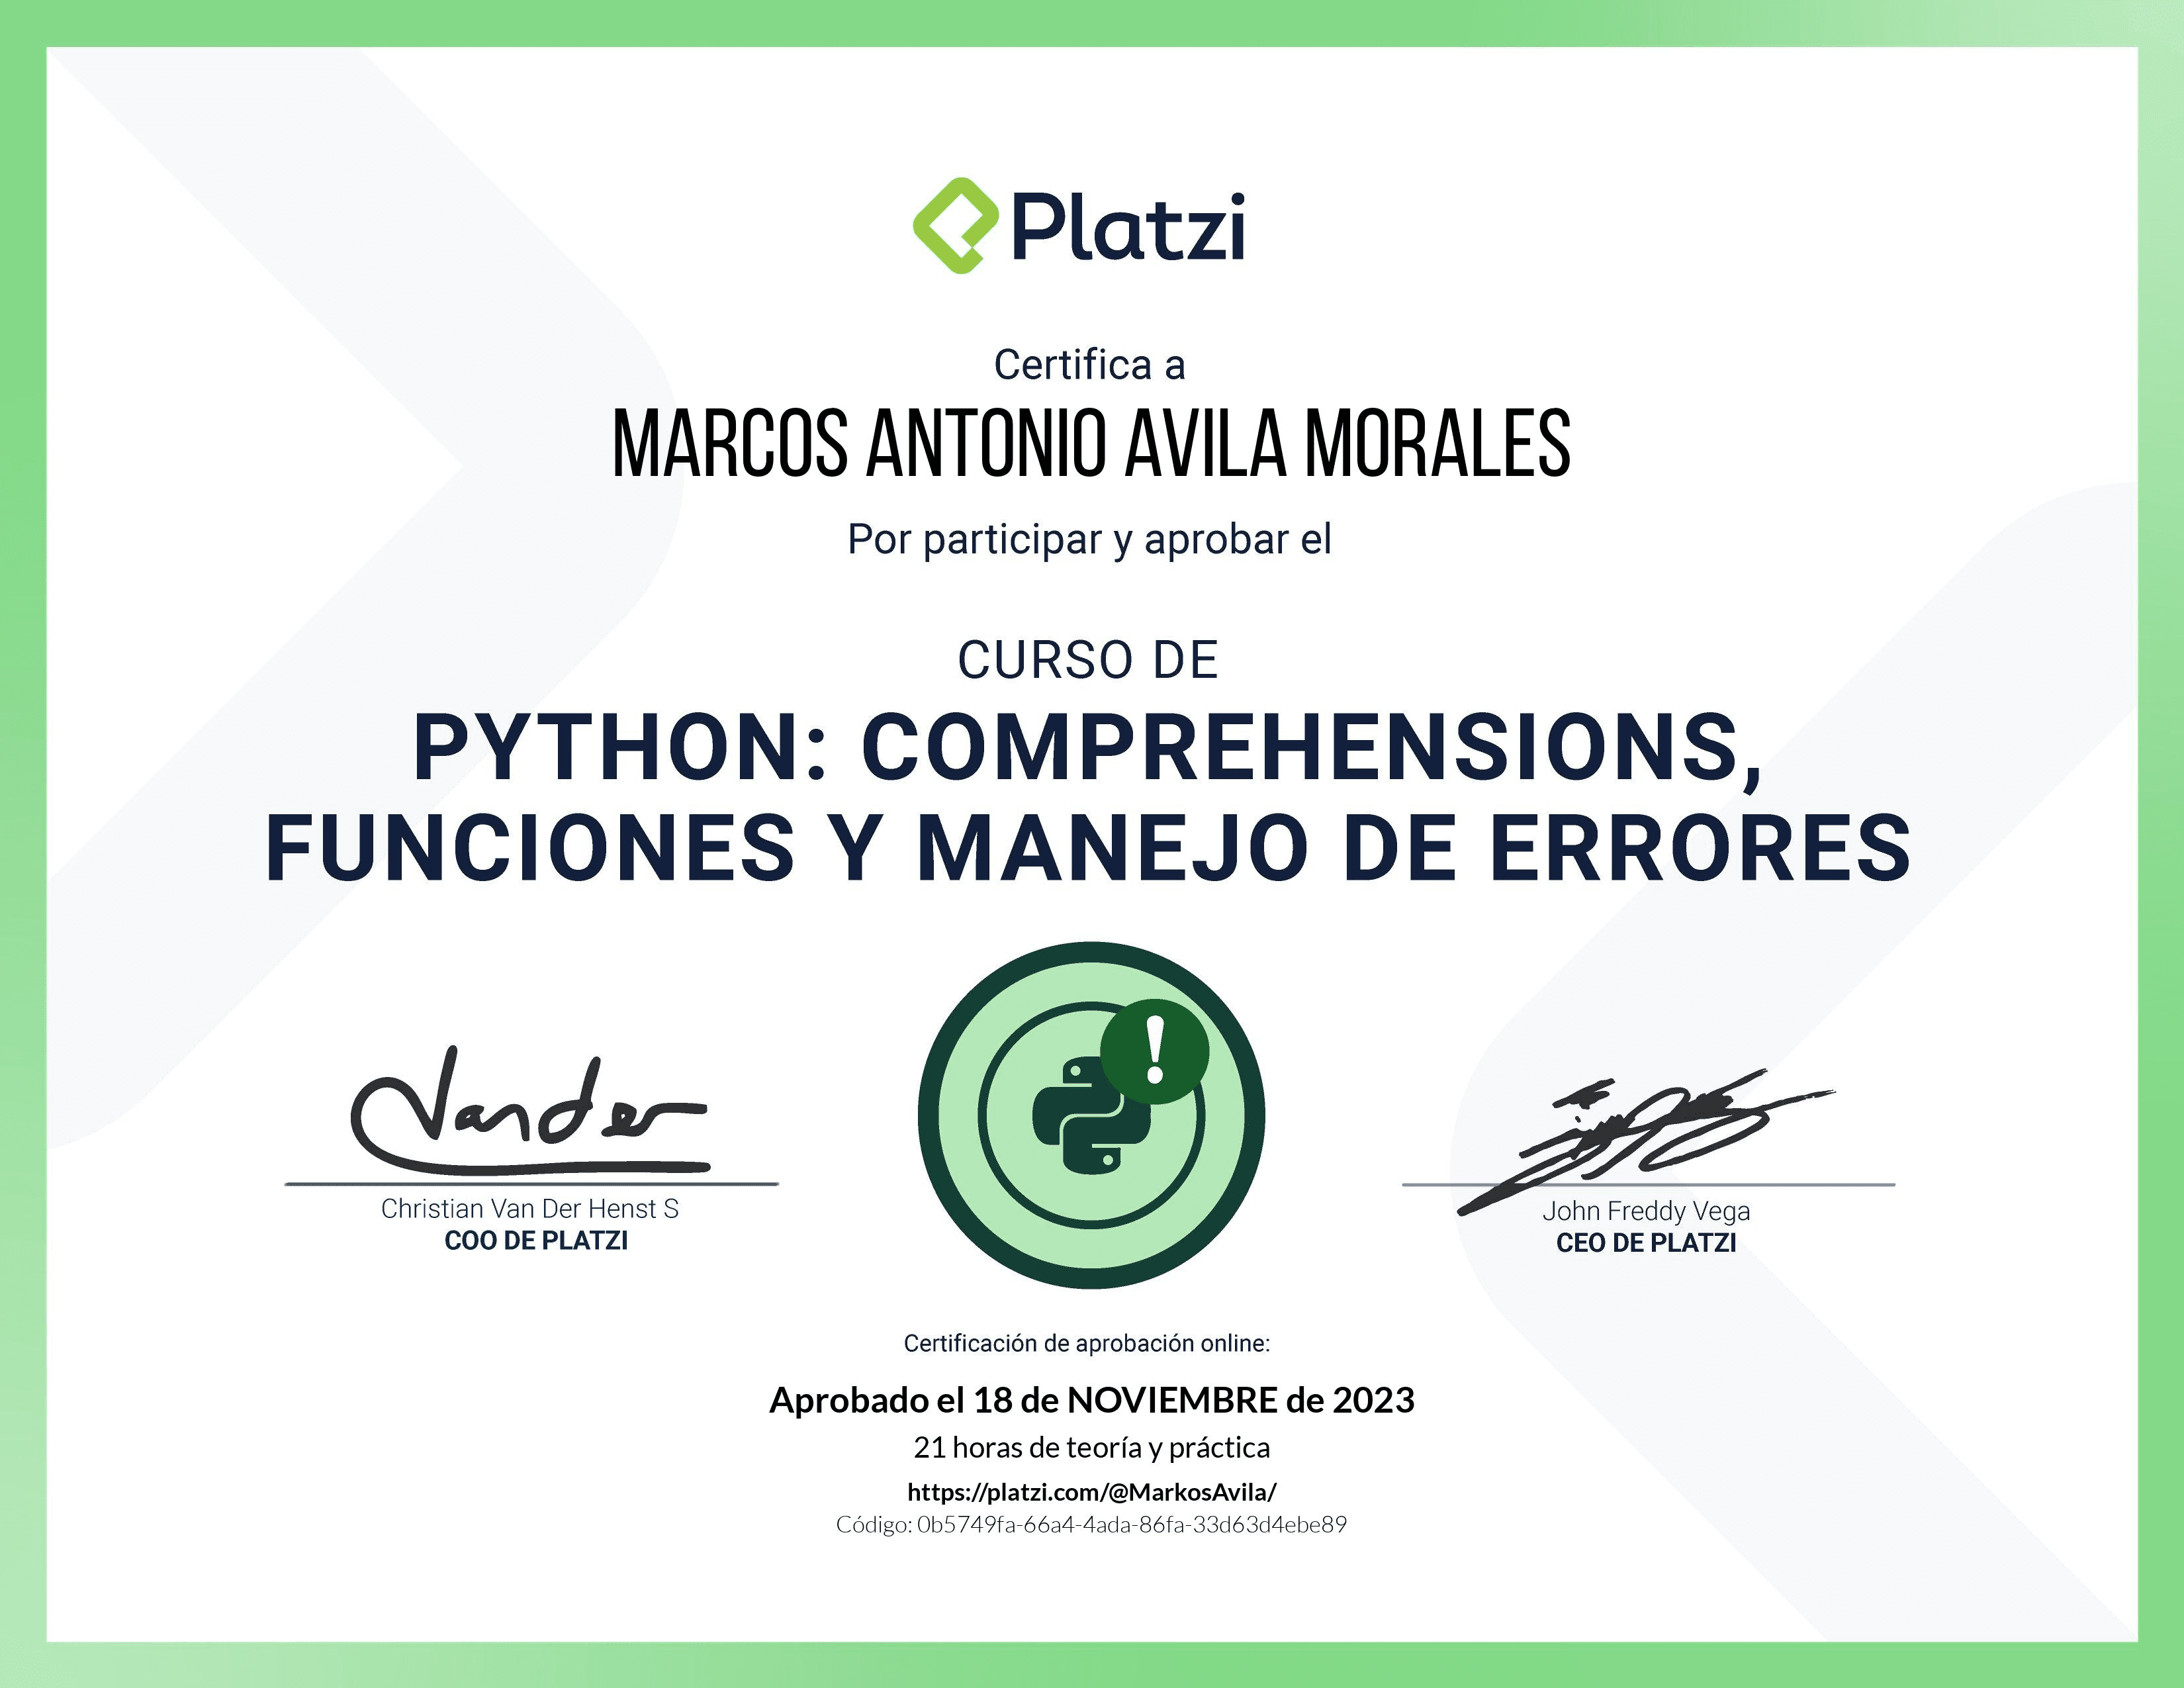 Platzi
Certifica a
MARCOS ANTONIO AVILA MORALES
Por participar y aprobar el
CURSO DE
PYTHON: COMPREHENSIONS,
FUNCIONES Y MANEJO DE ERRORES
Vander
Christian Van Der Henst S
COO DE PLATZI
John Freddy Vega
CEO DE PLATZI
Certificación de aprobación online:
Aprobado el 18 de NOVIEMBRE de 2023
21 horas de teoría y práctica
https://platzi.com/@MarkosAvila/
Código: 0b5749fa-66a4-4ada-86fa-33d63d4ebe89